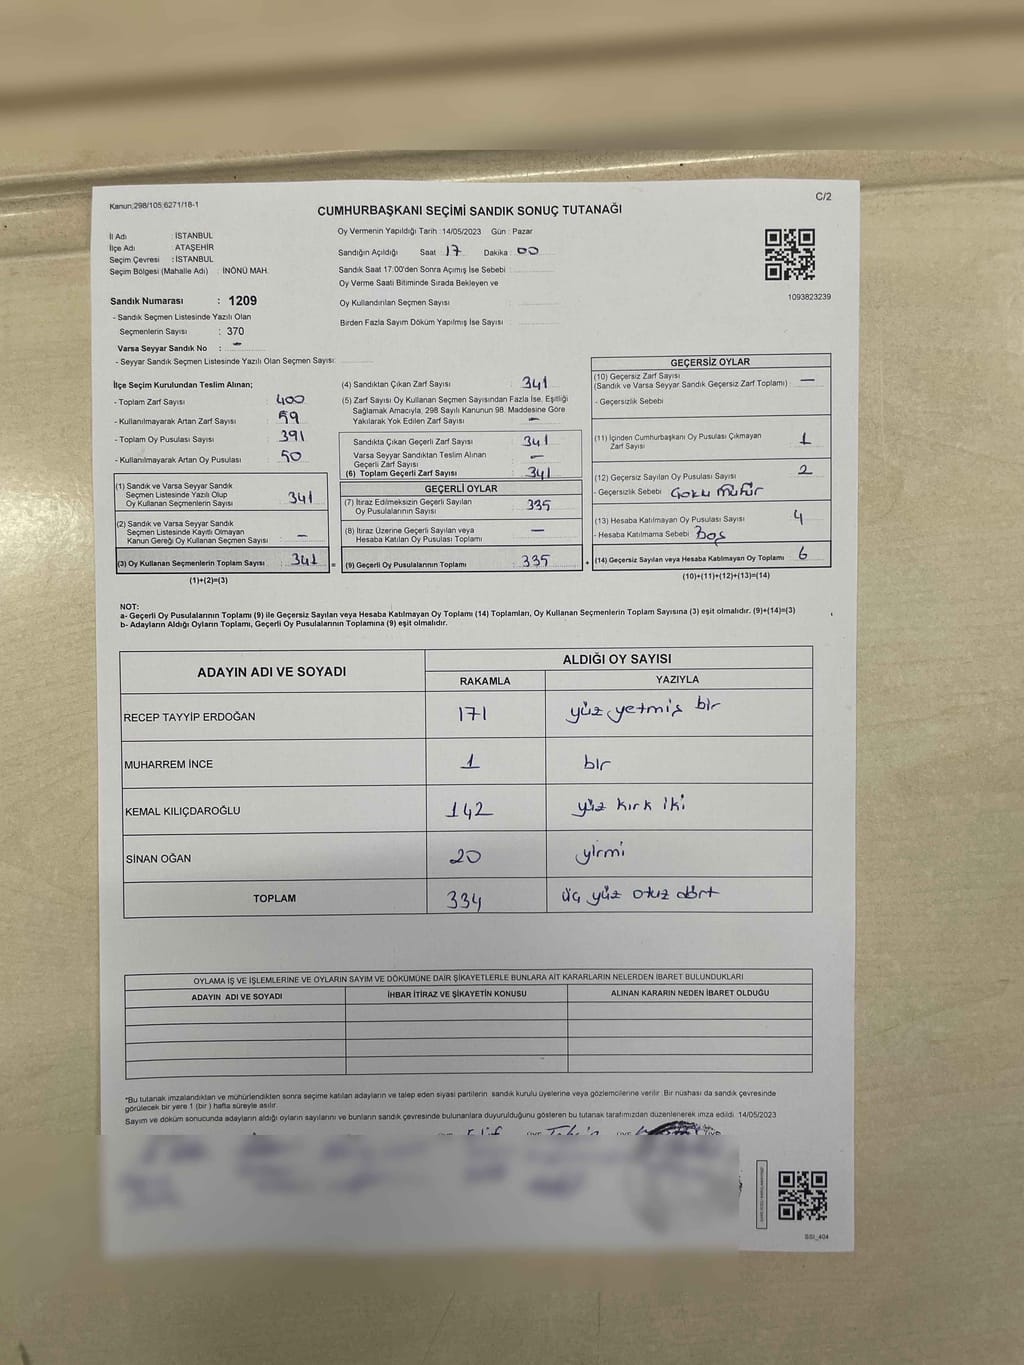 Kanun:298/105,6271/18-1
C/2
CUMHURBAŞKANI SEÇİMİ SANDIK SONUÇ TUTANAĞI
İl Adı : İSTANBUL
İlçe Adı : ATAŞEHİR
Seçim Çevresi : İSTANBUL
Seçim Bölgesi (Mahalle Adı) : İNÖNÜ MAH.
Oy Vermenin Yapıldığı Tarih :14/05/2023 Gün : Pazar
Sandığın Açıldığı Saat : 17 Dakika : 00
Sandık Saat 17:00'den Sonra Açımış İse Sebebi :
Oy Verme Saati Bitiminde Sırada Bekleyen ve
Oy Kullandırılan Seçmen Sayısı :
Birden Fazla Sayım Döküm Yapılmış İse Sayısı :
1093823239
Sandık Numarası : 1209
- Sandık Seçmen Listesinde Yazılı Olan
Seçmenlerin Sayısı : 370
Varsa Seyyar Sandık No : -
- Seyyar Sandık Seçmen Listesinde Yazılı Olan Seçmen Sayısı:
İlçe Seçim Kurulundan Teslim Alınan;
- Toplam Zarf Sayısı : 400
- Kullanılmayarak Artan Zarf Sayısı : 59
- Toplam Oy Pusulası Sayısı : 391
- Kullanılmayarak Artan Oy Pusulası : 50
(1) Sandık ve Varsa Seyyar Sandık
Seçmen Listesinde Yazılı Olup
Oy Kullanan Seçmenlerin Sayısı : 341
(2) Sandık ve Varsa Seyyar Sandık
Seçmen Listesinde Kayıtlı Olmayan
Kanun Gereği Oy Kullanan Seçmen Sayısı : -
(3) Oy Kullanan Seçmenlerin Toplam Sayısı : 341
(1)+(2)=(3)
=
(4) Sandıktan Çıkan Zarf Sayısı : 341
(5) Zarf Sayısı Oy Kullanan Seçmen Sayısından Fazla İse, Eşitliği
Sağlamak Amacıyla, 298 Sayılı Kanunun 98. Maddesine Göre
Yakılarak Yok Edilen Zarf Sayısı : -
Sandıkta Çıkan Geçerli Zarf Sayısı : 341
Varsa Seyyar Sandıktan Teslim Alınan
Geçerli Zarf Sayısı : -
(6) Toplam Geçerli Zarf Sayısı : 341
GEÇERLİ OYLAR
(7) İtiraz Edilmeksizin Geçerli Sayılan
Oy Pusulalarının Sayısı : 335
(8) İtiraz Üzerine Geçerli Sayılan veya
Hesaba Katılan Oy Pusulası Toplamı : -
(9) Geçerli Oy Pusulalarının Toplamı : 335
+
GEÇERSİZ OYLAR
(10) Geçersiz Zarf Sayısı
(Sandık ve Varsa Seyyar Sandık Geçersiz Zarf Toplamı) : -
- Geçersizlik Sebebi
(11) İçinden Cumhurbaşkanı Oy Pusulası Çıkmayan
Zarf Sayısı : 1
(12) Geçersiz Sayılan Oy Pusulası Sayısı : 2
- Geçersizlik Sebebi Çoklu mühür
(13) Hesaba Katılmayan Oy Pusulası Sayısı : 4
- Hesaba Katılmama Sebebi : Boş
(14) Geçersiz Sayılan veya Hesaba Katılmayan Oy Toplamı : 6
(10)+(11)+(12)+(13)=(14)
NOT:
a- Geçerli Oy Pusulalarının Toplamı (9) ile Geçersiz Sayılan veya Hesaba Katılmayan Oy Toplamı (14) Toplamları, Oy Kullanan Seçmenlerin Toplam Sayısına (3) eşit olmalıdır. (9)+(14)=(3)
b- Adayların Aldığı Oyların Toplamı, Geçerli Oy Pusulalarının Toplamına (9) eşit olmalıdır.
ADAYIN ADI VE SOYADI
ALDIĞI OY SAYISI
RAKAMLA YAZIYLA
RECEP TAYYİP ERDOĞAN 171 yüz yetmiş bir
MUHARREM İNCE 1 bir
KEMAL KILIÇDAROĞLU 142 yüz kırk iki
SİNAN OĞAN 20 yirmi
TOPLAM 334 üç yüz otuz dört
OYLAMA İŞ VE İŞLEMLERİNE VE OYLARIN SAYIM VE DÖKÜMÜNE DAİR ŞİKAYETLERLE BUNLARA AİT KARARLARIN NELERDEN İBARET BULUNDUKLARI
ADAYIN ADI VE SOYADI İHBAR İTİRAZ VE ŞİKAYETİN KONUSU ALINAN KARARIN NEDEN İBARET OLDUĞU
*Bu tutanak imzalandıktan ve mühürlendikten sonra seçime katılan adayların ve talep eden siyasi partilerin sandık kurulu üyelerine veya gözlemcilerine verilir. Bir nüshası da sandık çevresinde
görülecek bir yere 1 (bir ) hafta süreyle asılır.
Sayım ve döküm sonucunda adayların aldığı oyların sayılarını ve bunların sandık çevresinde bulunanlara duyurulduğunu gösteren bu tutanak tarafımızdan düzenlenerek imza edildi. 14/05/2023
SSI_404